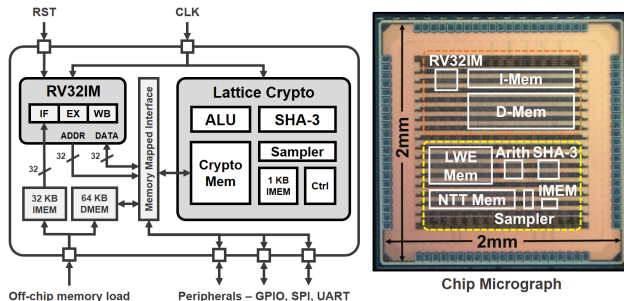 RST
CLK
RV32IM
IF EX WB
ADDR DATA
32
32
32
32 KB
IMEM
64 KB
DMEM
Memory Mapped Interface
Lattice Crypto
ALU
SHA-3
Crypto
Mem
Sampler
1 KB
IMEM
Ctrl
Off-chip memory load
Peripherals – GPIO, SPI, UART
RV32IM
I-Mem
D-Mem
LWE
Mem
Arith
SHA-3
NTT Mem
IMEM
Sampler
2mm
2mm
Chip Micrograph